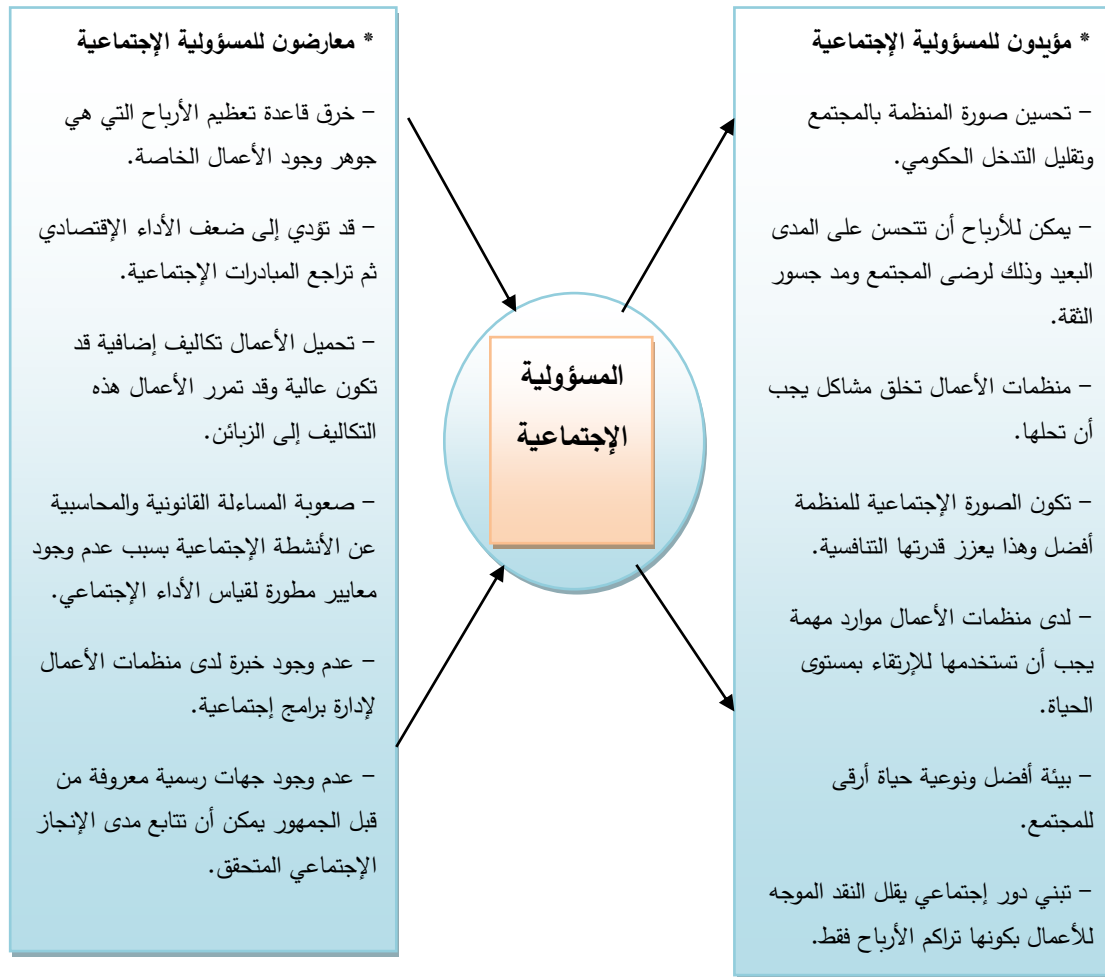 * مؤيدون للمسؤولية الإجتماعية
– تحسين صورة المنظمة بالمجتمع
وتقليل التدخل الحكومي.
– يمكن للأرباح أن تتحسن على المدى
البعيد وذلك لرضى المجتمع ومد جسور
الثقة.
– منظمات الأعمال تخلق مشاكل يجب
أن تحلها.
– تكون الصورة الإجتماعية للمنظمة
أفضل وهذا يعزز قدرتها التنافسية.
– لدى منظمات الأعمال موارد مهمة
يجب أن تستخدمها للإرتقاء بمستوى
الحياة.
– بيئة أفضل ونوعية حياة أرقى
للمجتمع.
– تبني دور إجتماعي يقلل النقد الموجه
للأعمال بكونها تراكم الأرباح فقط.
المسؤولية
الإجتماعية
* معارضون للمسؤولية الإجتماعية
– خرق قاعدة تعظيم الأرباح التي هي
جوهر وجود الأعمال الخاصة.
– قد تؤدي إلى ضعف الأداء الإقتصادي
ثم تراجع المبادرات الإجتماعية.
– تحميل الأعمال تكاليف إضافية قد
تكون عالية وقد تمرر الأعمال هذه
التكاليف إلى الزبائن.
– صعوبة المساءلة القانونية والمحاسبية
عن الأنشطة الإجتماعية بسبب عدم وجود
معايير مطورة لقياس الأداء الإجتماعي.
– عدم وجود خبرة لدى منظمات الأعمال
لإدارة برامج إجتماعية.
– عدم وجود جهات رسمية معروفة من
قبل الجمهور يمكن أن تتابع مدى الإنجاز
الإجتماعي المتحقق.